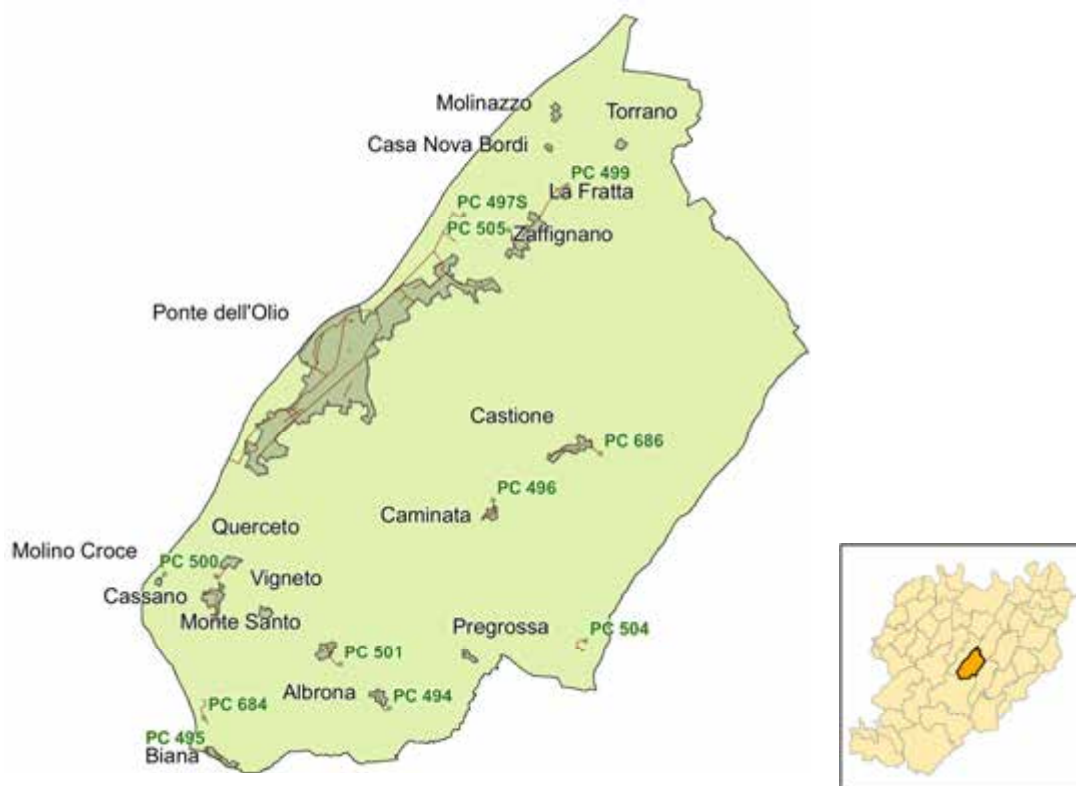 Molinazzo
Torrano
Casa Nova Bordi
PC 499
La Fratta
PC 497S
PC 505
Zaffignano
Ponte dell'Olio
Castione
PC 686
PC 496
Caminata
Querceto
Molino Croce
PC 500
Vigneto
Cassano
Monte Santo
Pregrossa
PC 504
PC 501
Albrona
PC 494
PC 684
PC 495
Biana